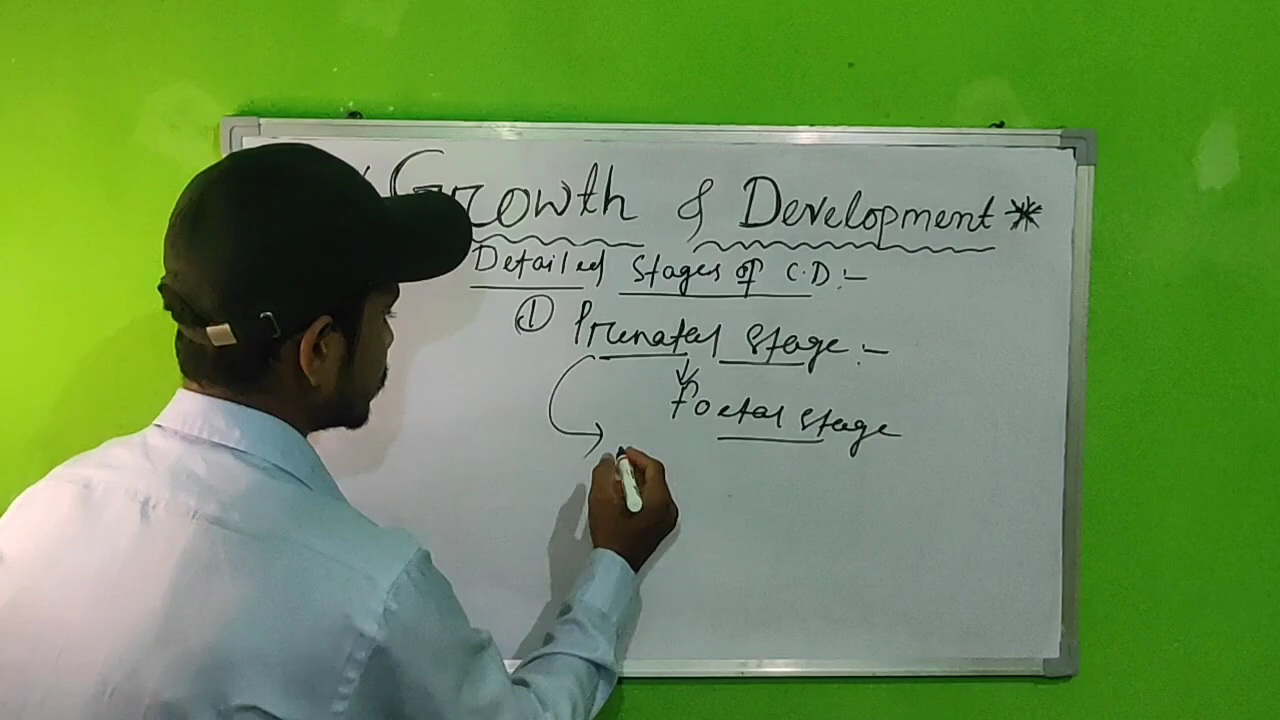 Growth & Development *
Detailed Stages of C.D:-
① Prenatal Stage:-
Foetal stage